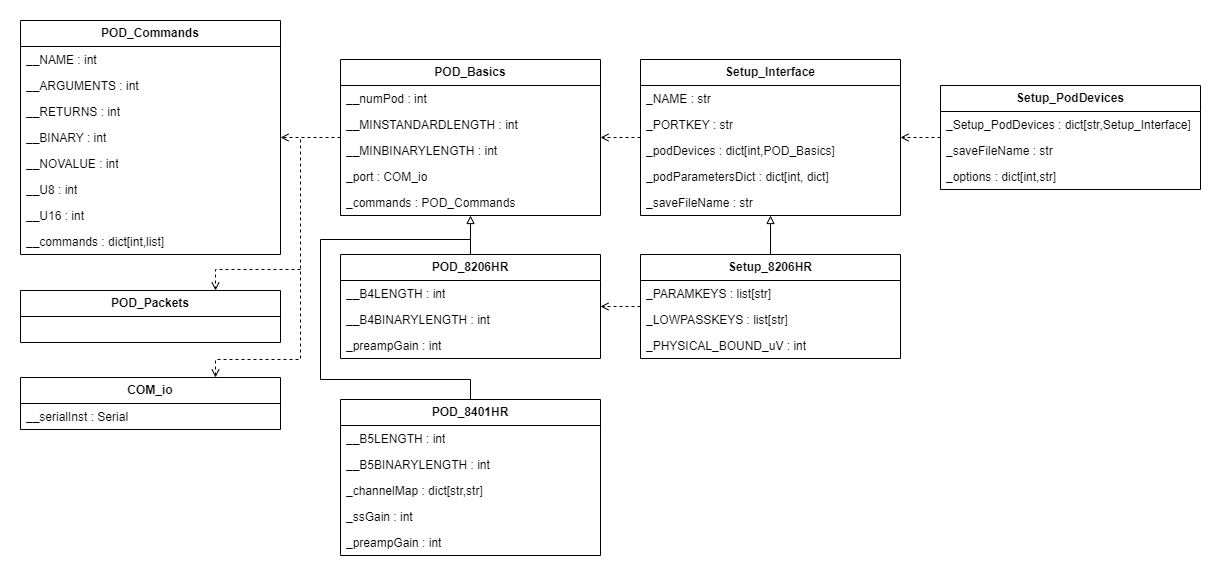 POD_Commands
__NAME : int
__ARGUMENTS : int
__RETURNS : int
__BINARY : int
__NOVALUE : int
__U8 : int
__U16 : int
__commands : dict[int,list]
POD_Packets
COM_io
__serialInst : Serial
POD_Basics
__numPod : int
__MINSTANDARDLENGTH : int
__MINBINARYLENGTH : int
_port : COM_io
_commands : POD_Commands
POD_8206HR
__B4LENGTH : int
__B4BINARYLENGTH : int
_preampGain : int
POD_8401HR
__B5LENGTH : int
__B5BINARYLENGTH : int
_channelMap : dict[str,str]
_ssGain : int
_preampGain : int
Setup_Interface
_NAME : str
_PORTKEY : str
_podDevices : dict[int,POD_Basics]
_podParametersDict : dict[int, dict]
_saveFileName : str
Setup_8206HR
_PARAMKEYS : list[str]
_LOWPASSKEYS : list[str]
_PHYSICAL_BOUND_uV : int
Setup_PodDevices
_Setup_PodDevices : dict[str,Setup_Interface]
_saveFileName : str
_options : dict[int,str]